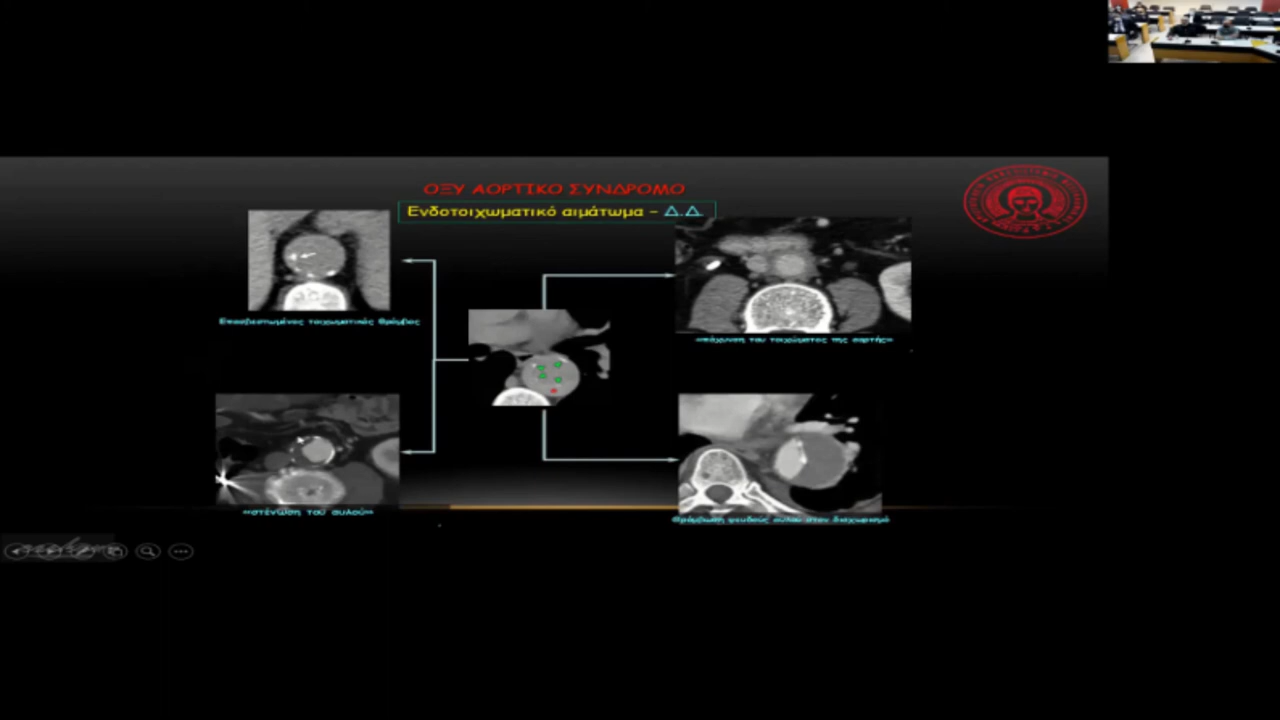 ΟΞΥ ΑΟΡΤΙΚΟ ΣΥΝΔΡΟΜΟ
Ενδοτοιχωματικό αιμάτωμα – Δ.Δ.
Επασβεστωμένος τοιχωματικός θρόμβος
«πάχυνση του τοιχώματος της αορτής»
«στένωση του αυλού»
Θρόμβωση ψευδούς αυλού στον διαχωρισμό